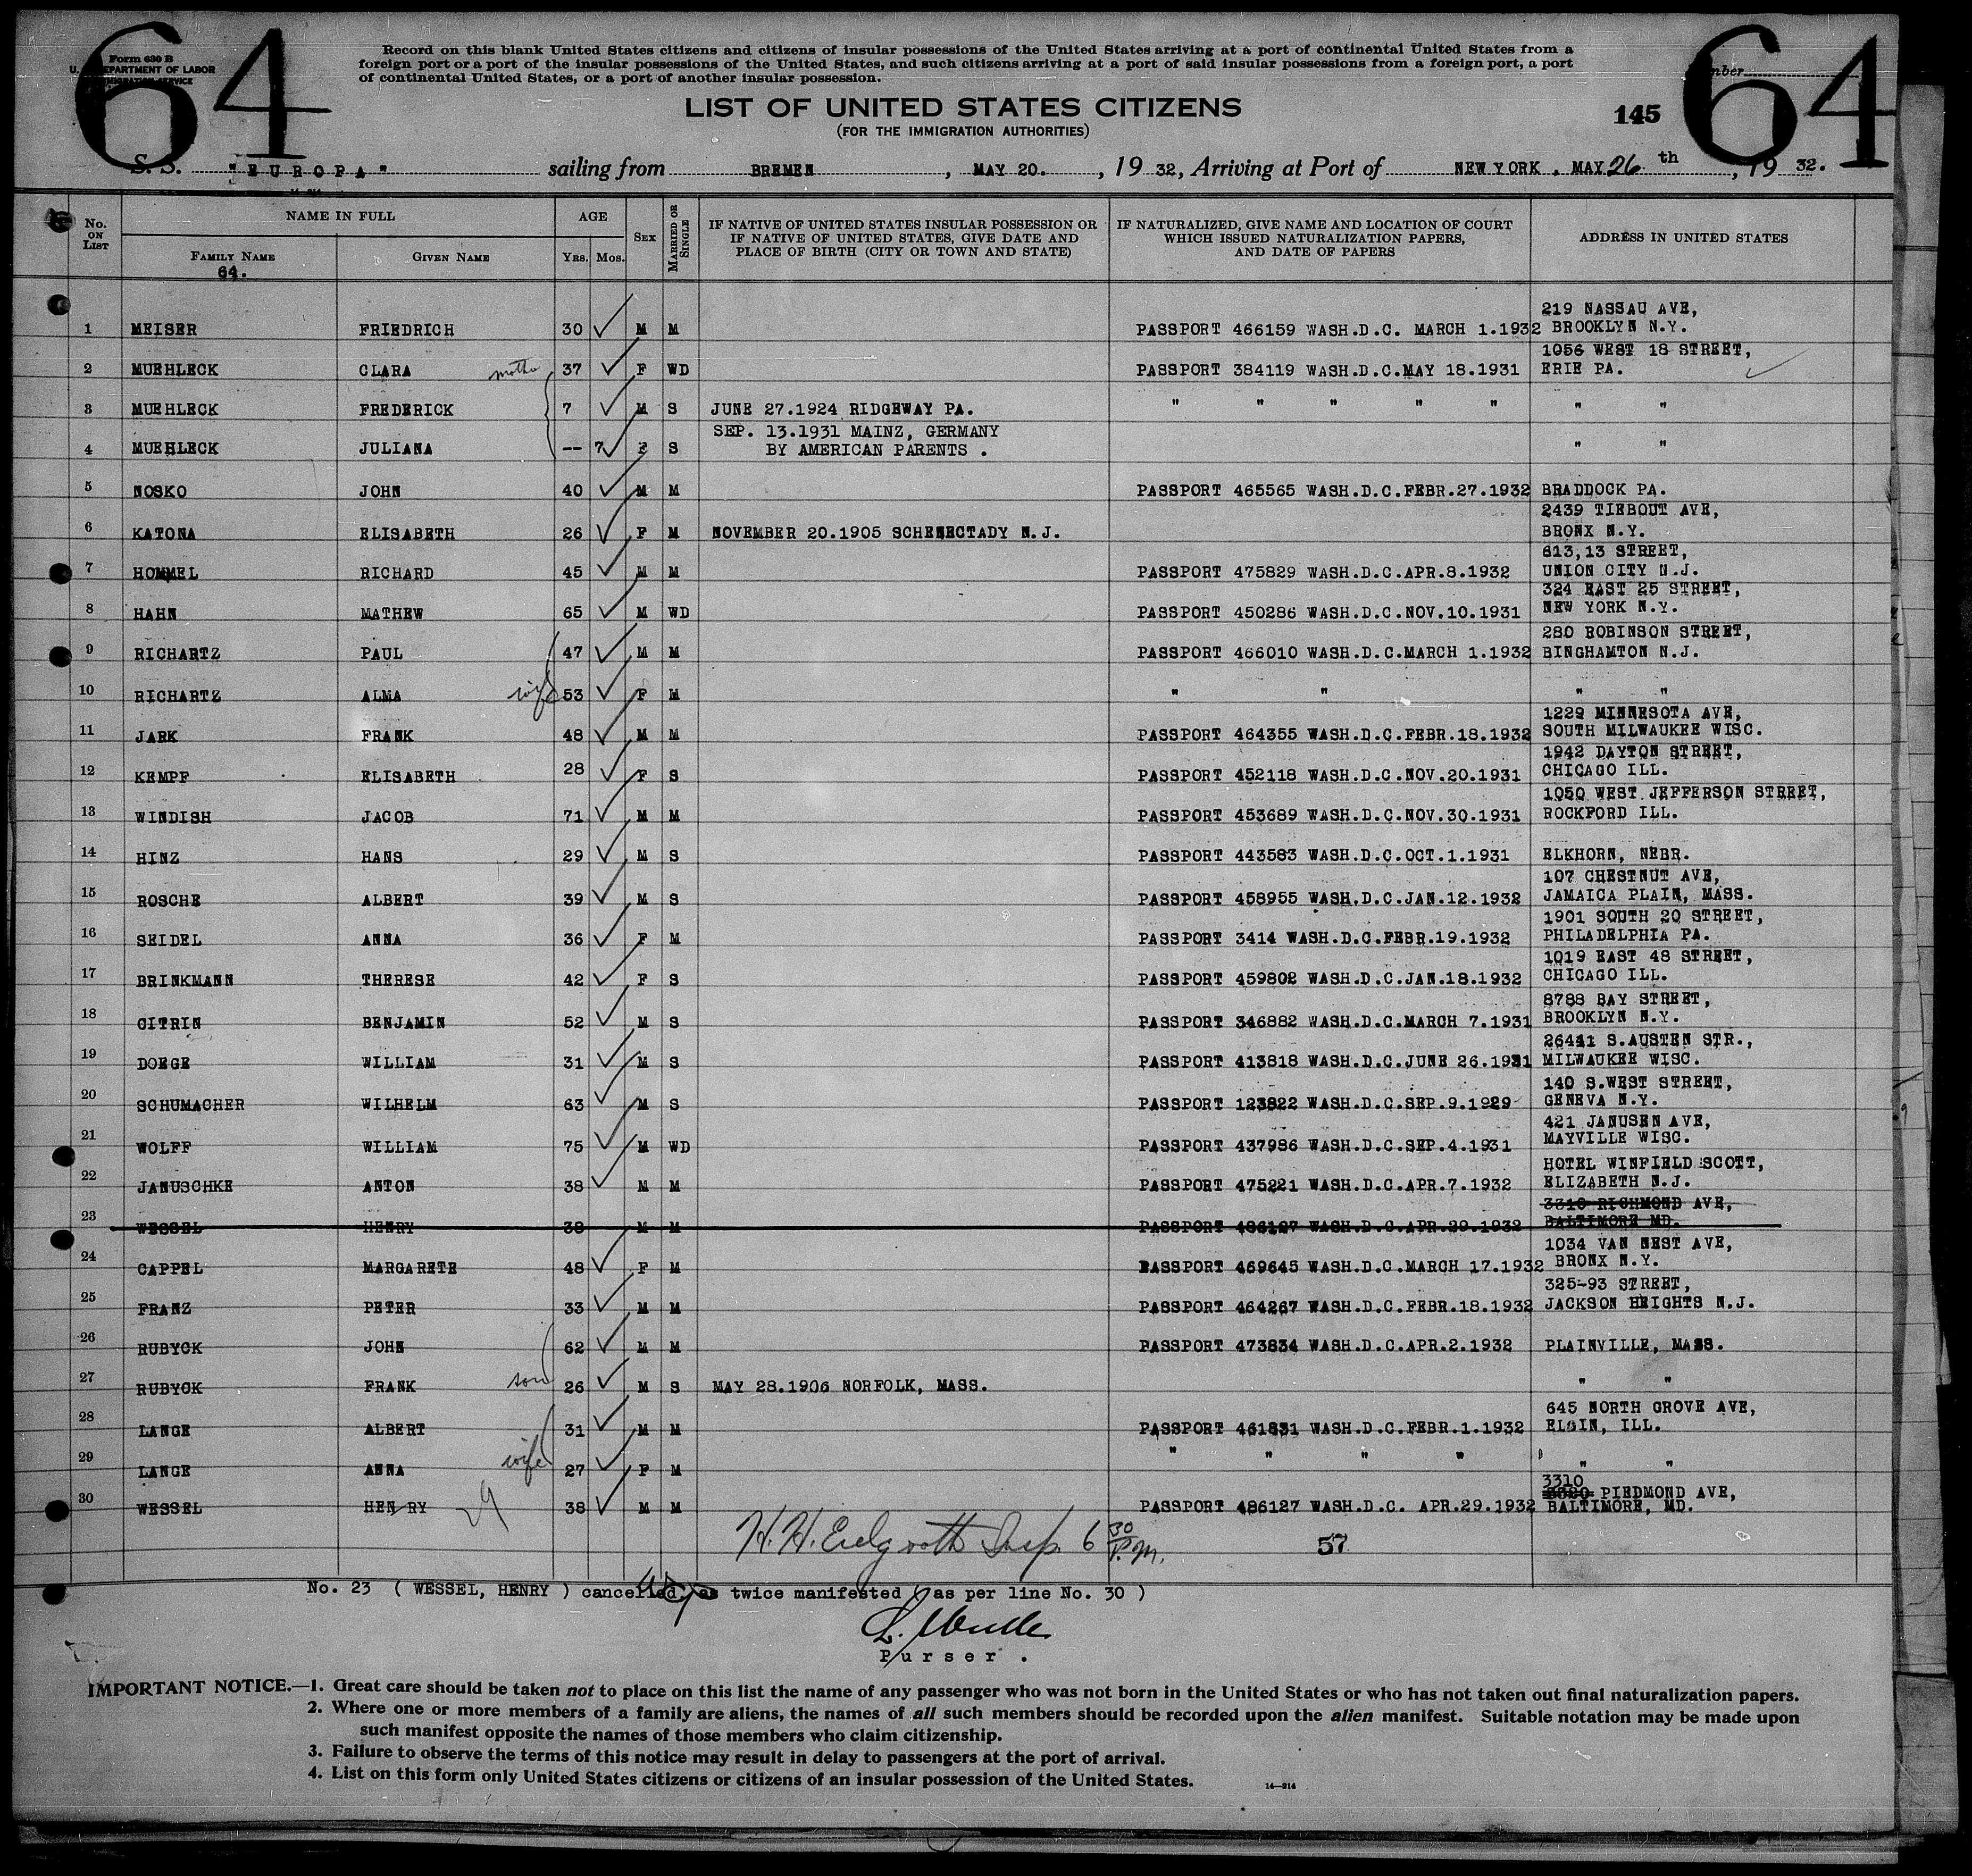 64
64
Form 630 B
U. DEPARTMENT OF LABOR
IMMIGRATION SERVICE
Record on this blank United States citizens and citizens of insular possessions of the United States arriving at a port of continental United States from a
foreign port or a port of the insular possessions of the United States, and such citizens arriving at a port of said insular possessions from a foreign port, a port
of continental United States, or a port of another insular possession.
LIST OF UNITED STATES CITIZENS
(FOR THE IMMIGRATION AUTHORITIES)
145
S. S. "EUROPA" sailing from BREMEN, MAY 20., 1932, Arriving at Port of NEW YORK, MAY 26 th, 19 32.
No. ON LIST NAME IN FULL AGE SEX MARRIED OR SINGLE IF NATIVE OF UNITED STATES INSULAR POSSESSION OR IF NATIVE OF UNITED STATES, GIVE DATE AND PLACE OF BIRTH (CITY OR TOWN AND STATE) IF NATURALIZED, GIVE NAME AND LOCATION OF COURT WHICH ISSUED NATURALIZATION PAPERS, AND DATE OF PAPERS ADDRESS IN UNITED STATES
FAMILY NAME GIVEN NAME YRS. MOS.
64.
1 MEISER FRIEDRICH 30 M M PASSPORT 466159 WASH.D.C. MARCH 1.1932 219 NASSAU AVE, BROOKLYN N.Y.
2 MUEHLECK CLARA 37 F WD PASSPORT 384119 WASH.D.C.MAY 18.1931 1056 WEST 18 STREET, ERIE PA.
3 MUEHLECK FREDERICK 7 M S JUNE 27.1924 RIDGEWAY PA. " " " " " " "
4 MUEHLECK JULIANA -- 7 F S SEP. 13.1931 MAINZ, GERMANY BY AMERICAN PARENTS . " "
5 NOSKO JOHN 40 M M PASSPORT 465565 WASH.D.C.FEBR.27.1932 BRADDOCK PA.
6 KATONA ELISABETH 26 F M NOVEMBER 20.1905 SCHENECTADY N.J. 2439 TIEBOUT AVE, BRONX N.Y.
7 HOMMEL RICHARD 45 M M PASSPORT 475829 WASH.D.C.APR.8.1932 613,13 STREET, UNION CITY N.J.
8 HAHN MATHEW 65 M WD PASSPORT 450286 WASH.D.C.NOV.10.1931 324 EAST 25 STREET, NEW YORK N.Y.
9 RICHARTZ PAUL 47 M M PASSPORT 466010 WASH.D.C.MARCH 1.1932 280 ROBINSON STREET, BINGHAMTON N.J.
10 RICHARTZ ALMA wife 53 F M " " " "
11 JARK FRANK 48 M M PASSPORT 464355 WASH.D.C.FEBR.18.1932 1229 MINNESOTA AVE, SOUTH MILWAUKEE WISC.
12 KEMPF ELISABETH 28 F S PASSPORT 452118 WASH.D.C.NOV.20.1931 1942 DAYTON STREET, CHICAGO ILL.
13 WINDISH JACOB 71 M M PASSPORT 453689 WASH.D.C.NOV.30.1931 1050 WEST JEFFERSON STREET, ROCKFORD ILL.
14 HINZ HANS 29 M S PASSPORT 443583 WASH.D.C.OCT.1.1931 ELKHORN, NEBR.
15 ROSCHE ALBERT 39 M S PASSPORT 458955 WASH.D.C.JAN.12.1932 107 CHESTNUT AVE, JAMAICA PLAIN, MASS.
16 SEIDEL ANNA 36 F M PASSPORT 3414 WASH.D.C.FEBR.19.1932 1901 SOUTH 20 STREET, PHILADELPHIA PA.
17 BRINKMANN THERESE 42 F S PASSPORT 459802 WASH.D.C.JAN.18.1932 1019 EAST 48 STREET, CHICAGO ILL.
18 CITRIN BENJAMIN 52 M S PASSPORT 346882 WASH.D.C.MARCH 7.1931 8788 BAY STREET, BROOKLYN N.Y.
19 DOEGE WILLIAM 31 M S PASSPORT 413818 WASH.D.C.JUNE 26.1931 26441 S.AUSTEN STR., MILWAUKEE WISC.
20 SCHUMACHER WILHELM 63 M S PASSPORT 123822 WASH.D.C.SEP.9.1929 140 S.WEST STREET, GENEVA N.Y.
21 WOLFF WILLIAM 75 M WD PASSPORT 437986 WASH.D.C.SEP.4.1931 421 JANUSEN AVE, MAYVILLE WISC.
22 JANUSCHKE ANTON 38 M M PASSPORT 475221 WASH.D.C.APR.7.1932 HOTEL WINFIELD SCOTT, ELIZABETH N.J.
23 WESSEL HENRY 38 M M PASSPORT 486127 WASH.D.C.APR.29.1932 3310 RICHMOND AVE, BALTIMORE MD.
24 CAPPEL MARGARETE 48 F M PASSPORT 469645 WASH.D.C.MARCH 17.1932 1034 VAN NEST AVE, BRONX N.Y.
25 FRANZ PETER 33 M M PASSPORT 464267 WASH.D.C.FEBR.18.1932 325-93 STREET, JACKSON HEIGHTS N.J.
26 RUBYCK JOHN 62 M M PASSPORT 473834 WASH.D.C.APR.2.1932 PLAINVILLE, MASS.
27 RUBYCK FRANK son 26 M S MAY 28.1906 NORFOLK, MASS. " "
28 LANGE ALBERT 31 M M PASSPORT 461831 WASH.D.C.FEBR.1.1932 645 NORTH GROVE AVE, ELGIN, ILL.
29 LANGE ANNA wife 27 F M " " " " " "
30 WESSEL HENRY 38 M M PASSPORT 486127 WASH.D.C. APR.29.1932 3310 PIEDMOND AVE, BALTIMORE, MD.
29
6 30 P.M.
57
No. 23 ( WESSEL, HENRY ) cancelled, as twice manifested ( as per line No. 30 )
Purser .
IMPORTANT NOTICE.—1. Great care should be taken not to place on this list the name of any passenger who was not born in the United States or who has not taken out final naturalization papers.
2. Where one or more members of a family are aliens, the names of all such members should be recorded upon the alien manifest. Suitable notation may be made upon
such manifest opposite the names of those members who claim citizenship.
3. Failure to observe the terms of this notice may result in delay to passengers at the port of arrival.
4. List on this form only United States citizens or citizens of an insular possession of the United States.
14—814